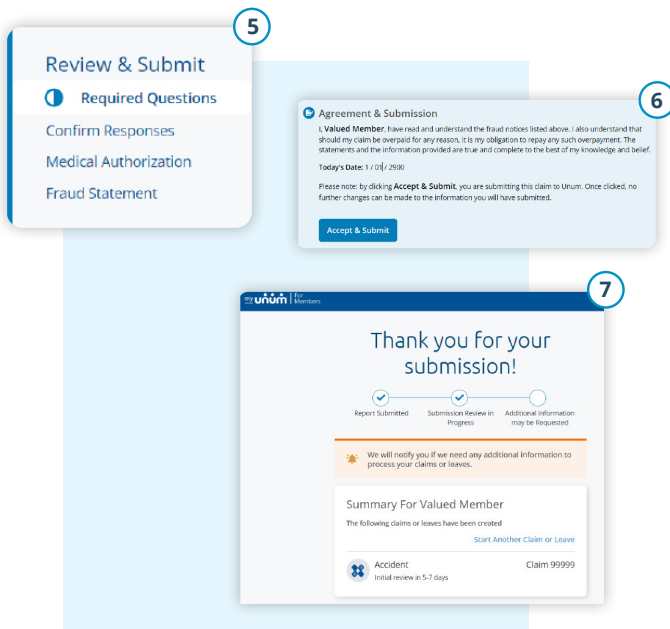 5
Review & Submit
Required Questions
Confirm Responses
Medical Authorization
Fraud Statement
6
Agreement & Submission
I, Valued Member, have read and understand the fraud notices listed above. I also understand that
should my claim be overpaid for any reason, it is my obligation to repay any such overpayment. The
statements and the information provided are true and complete to the best of my knowledge and belief.
Today's Date: 1 / 01 / 2900
Please note: by clicking Accept & Submit, you are submitting this claim to Unum. Once clicked, no
further changes can be made to the information you will have submitted.
Accept & Submit
7
my unum | For
Members
Thank you for your
submission!
Report Submitted
Submission Review in
Progress
Additional Information
may be Requested
We will notify you if we need any additional information to
process your claims or leaves.
Summary For Valued Member
The following claims or leaves have been created
Start Another Claim or Leave
Accident
Claim 99999
Initial review in 5-7 days